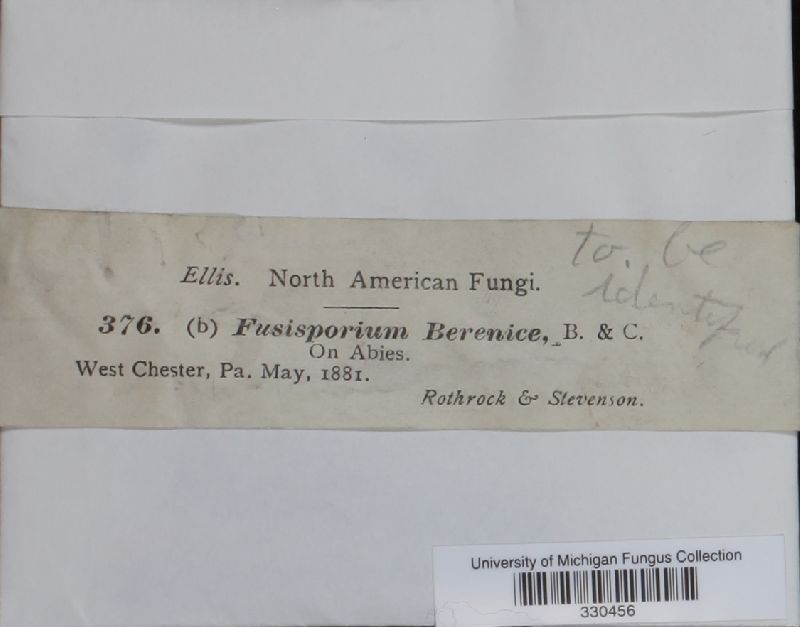 to be
identified
Ellis. North American Fungi.
376. (b) Fusisporium Berenice, B. & C.
On Abies.
West Chester, Pa. May, 1881.
Rothrock & Stevenson.
University of Michigan Fungus Collection
330456